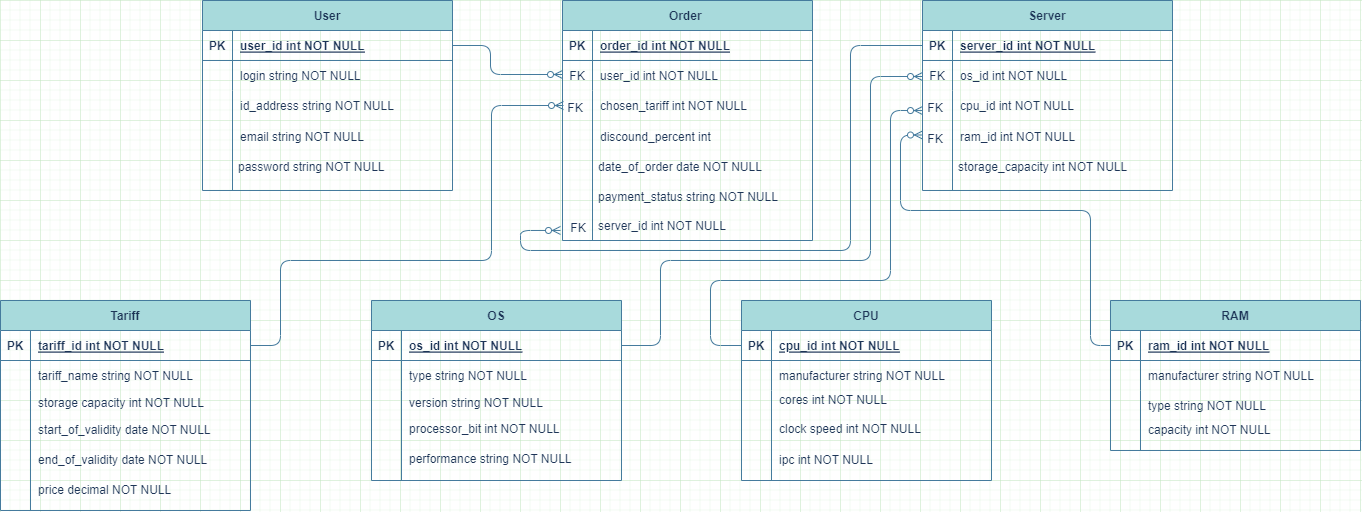 User
PK user_id int NOT NULL
login string NOT NULL
id_address string NOT NULL
email string NOT NULL
password string NOT NULL
Order
PK order_id int NOT NULL
FK user_id int NOT NULL
FK chosen_tariff int NOT NULL
discound_percent int
date_of_order date NOT NULL
payment_status string NOT NULL
FK server_id int NOT NULL
Server
PK server_id int NOT NULL
FK os_id int NOT NULL
FK cpu_id int NOT NULL
FK ram_id int NOT NULL
storage_capacity int NOT NULL
Tariff
PK tariff_id int NOT NULL
tariff_name string NOT NULL
storage capacity int NOT NULL
start_of_validity date NOT NULL
end_of_validity date NOT NULL
price decimal NOT NULL
OS
PK os_id int NOT NULL
type string NOT NULL
version string NOT NULL
processor_bit int NOT NULL
performance string NOT NULL
CPU
PK cpu_id int NOT NULL
manufacturer string NOT NULL
cores int NOT NULL
clock speed int NOT NULL
ipc int NOT NULL
RAM
PK ram_id int NOT NULL
manufacturer string NOT NULL
type string NOT NULL
capacity int NOT NULL